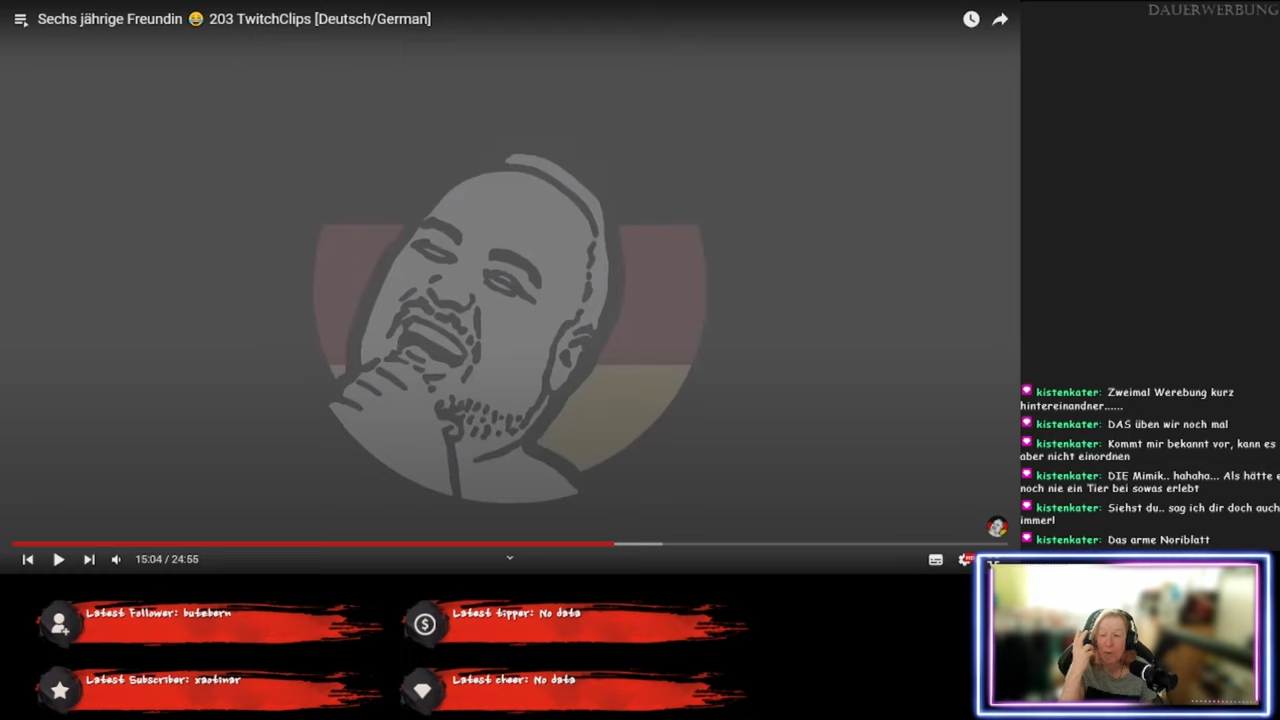 Sechs jährige Freundin 😂 203 TwitchClips [Deutsch/German]
DAUERWERBUNG
kistenkater: Zweimal Werebung kurz
hintereinandner......
kistenkater: DAS üben wir noch mal
kistenkater: Kommt mir bekannt vor, kann es
aber nicht einordnen
kistenkater: DIE Mimik.. hahaha... Als hätte e
noch nie ein Tier bei sowas erlebt
kistenkater: Siehst du.. sag ich dir doch auch
immer!
kistenkater: Das arme Noriblatt
15:04 / 24:55
Latest Follower: butebern
Latest tipper: No data
Latest Subscriber: xaotinar
Latest cheer: No data